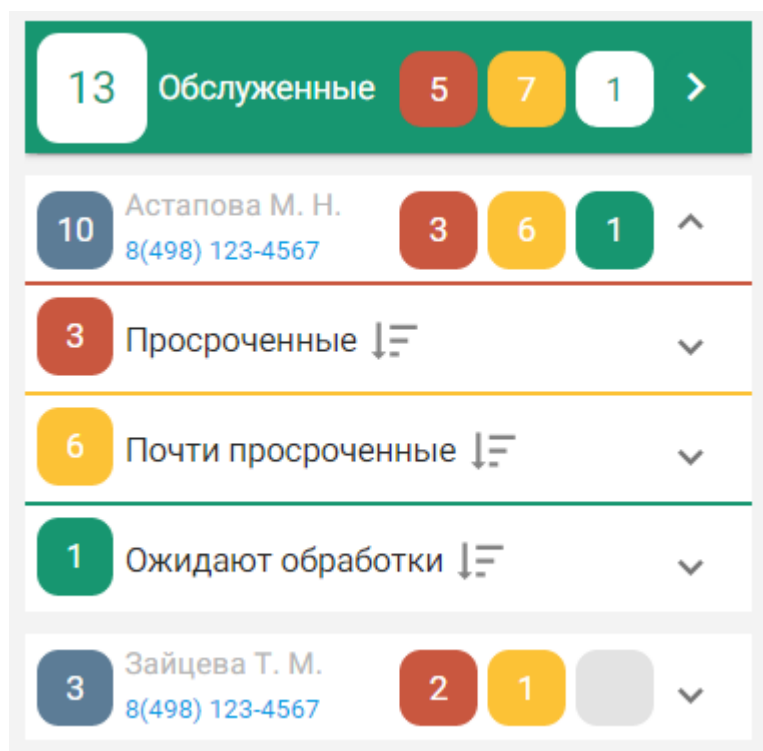 13 Обслуженные 5 7 1
10 Астапова М. Н. 3 6 1
8(498) 123-4567
3 Просроченные
6 Почти просроченные
1 Ожидают обработки
3 Зайцева Т. М. 2 1
8(498) 123-4567